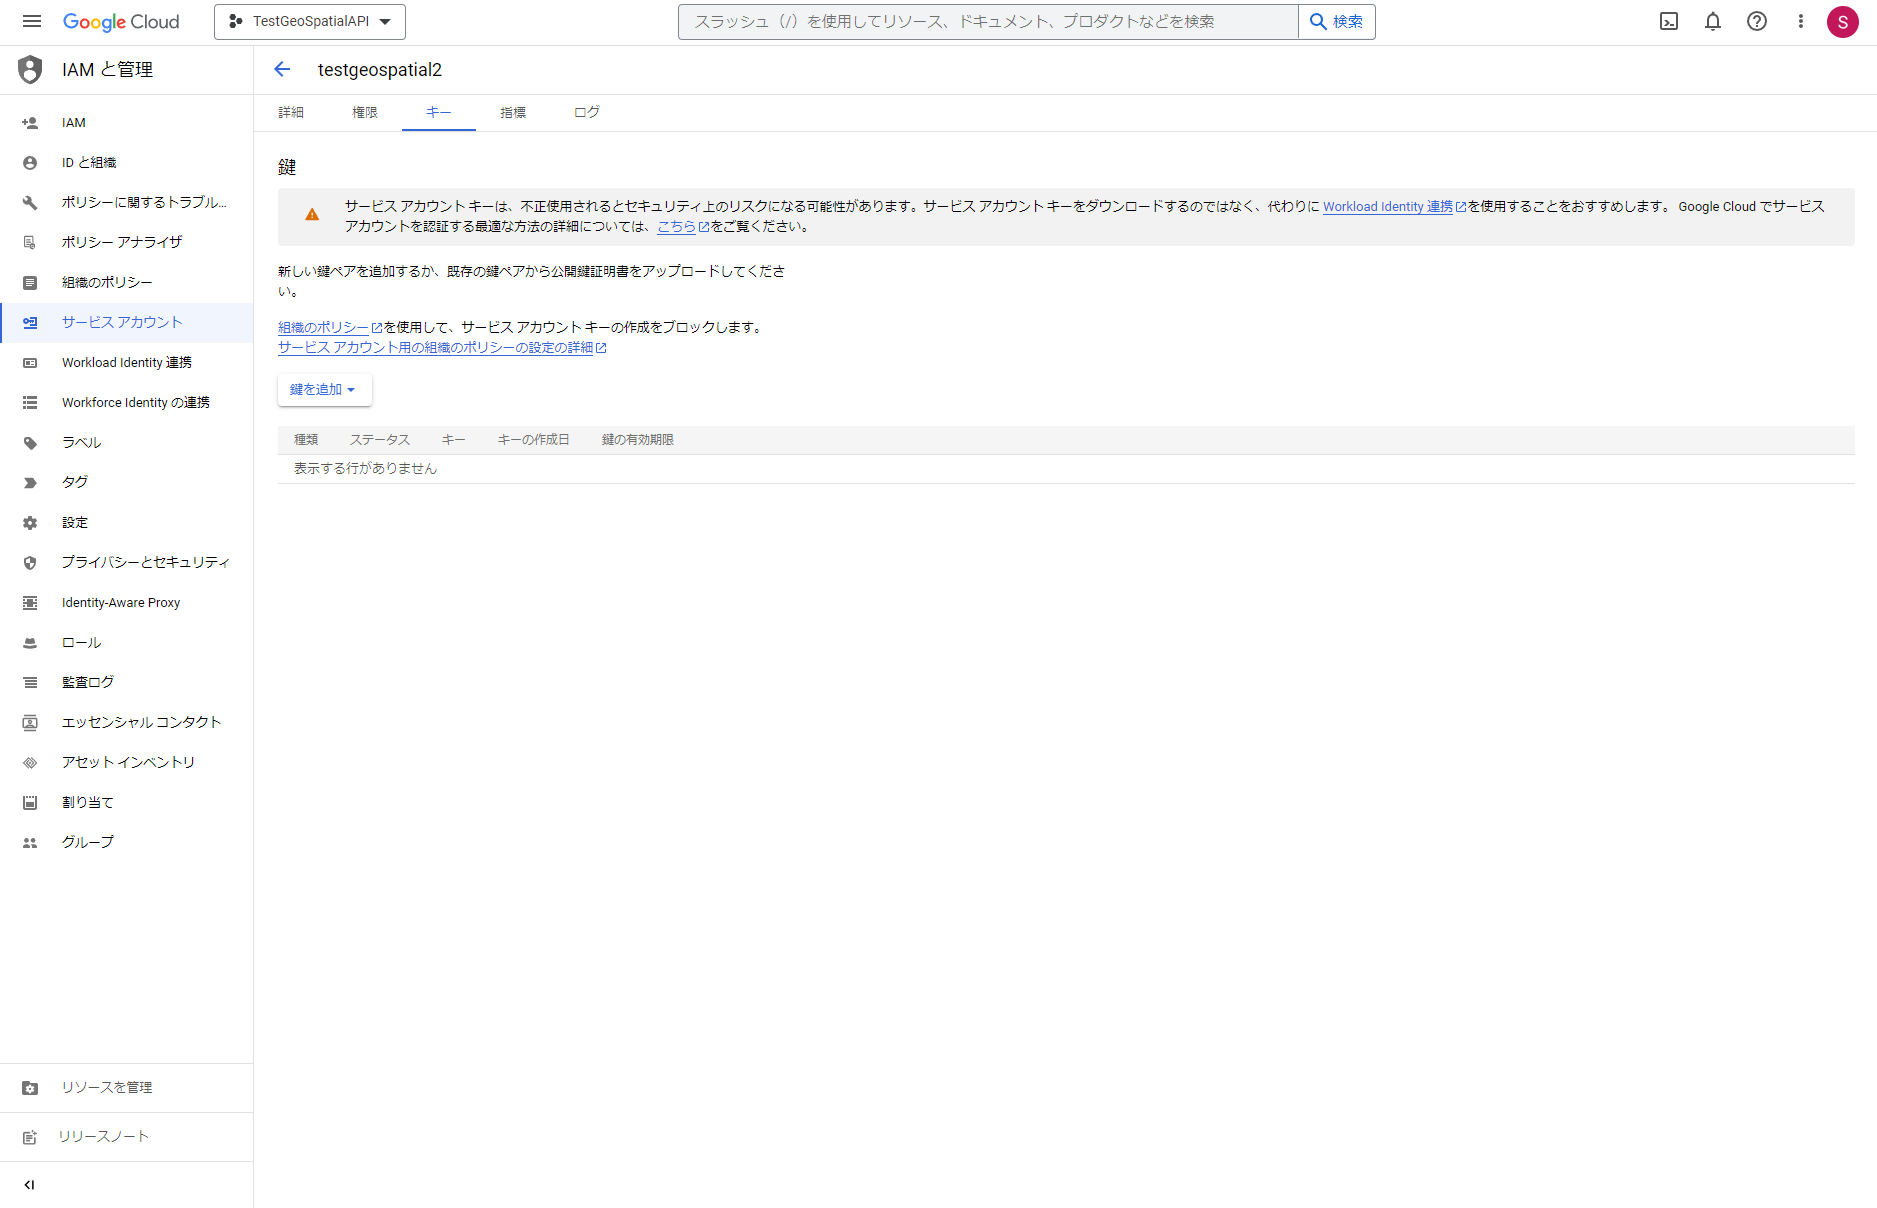 Google Cloud
TestGeoSpatialAPI
スラッシュ（/）を使用してリソース、ドキュメント、プロダクトなどを検索
検索
S
IAM と管理
testgeospatial2
詳細
権限
キー
指標
ログ
IAM
ID と組織
ポリシーに関するトラブル...
ポリシー アナライザ
組織のポリシー
サービス アカウント
Workload Identity 連携
Workforce Identity の連携
ラベル
タグ
設定
プライバシーとセキュリティ
Identity-Aware Proxy
ロール
監査ログ
エッセンシャル コンタクト
アセット インベントリ
割り当て
グループ
リソースを管理
リリースノート
鍵
サービス アカウント キーは、不正使用されるとセキュリティ上のリスクになる可能性があります。サービス アカウント キーをダウンロードするのではなく、代わりに Workload Identity 連携を使用することをおすすめします。 Google Cloud でサービス
アカウントを認証する最適な方法の詳細については、こちらをご覧ください。
新しい鍵ペアを追加するか、既存の鍵ペアから公開鍵証明書をアップロードしてくださ
い。
組織のポリシーを使用して、サービス アカウント キーの作成をブロックします。
サービス アカウント用の組織のポリシーの設定の詳細
鍵を追加
種類 ステータス キー キーの作成日 鍵の有効期限
表示する行がありません